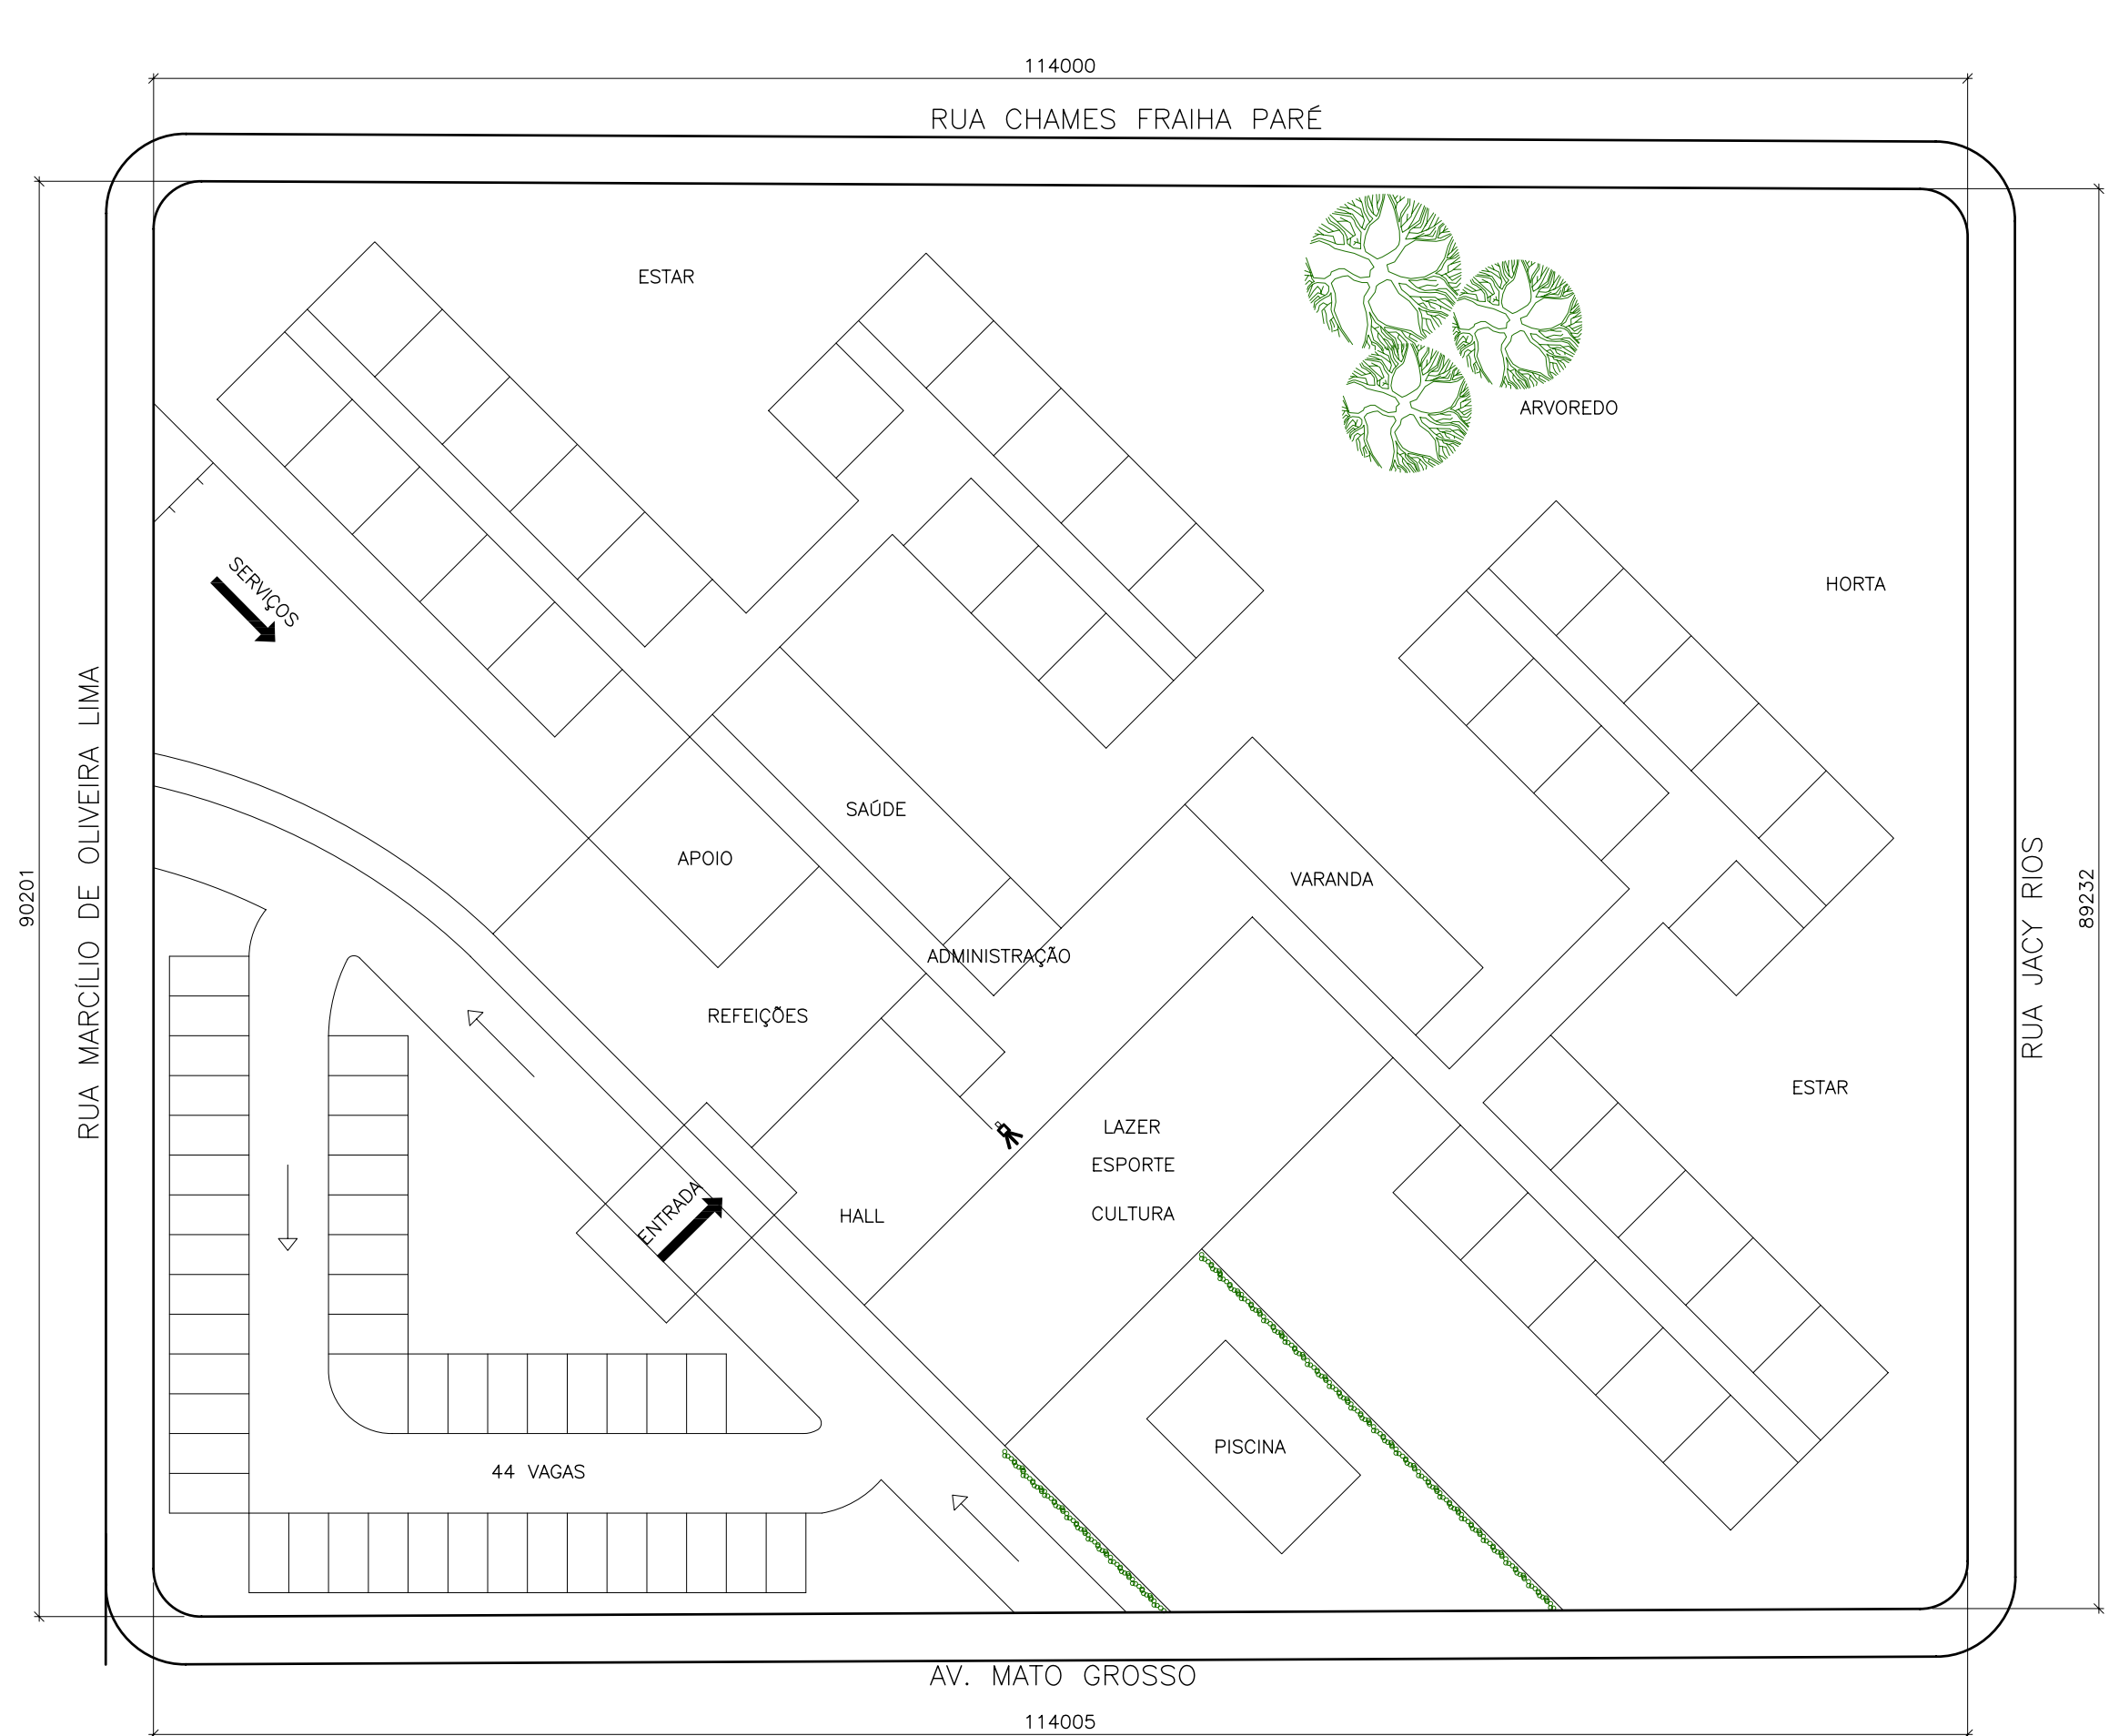 114000
RUA CHAMES FRAIHA PARÉ
ESTAR
ARVOREDO
HORTA
SERVIÇOS
RUA MARCÍLIO DE OLIVEIRA LIMA
90201
SAÚDE
APOIO
VARANDA
RUA JACY RIOS
89232
ADMINISTRAÇÃO
REFEIÇÕES
ESTAR
LAZER
ESPORTE
CULTURA
ENTRADA
HALL
PISCINA
44 VAGAS
AV. MATO GROSSO
114005